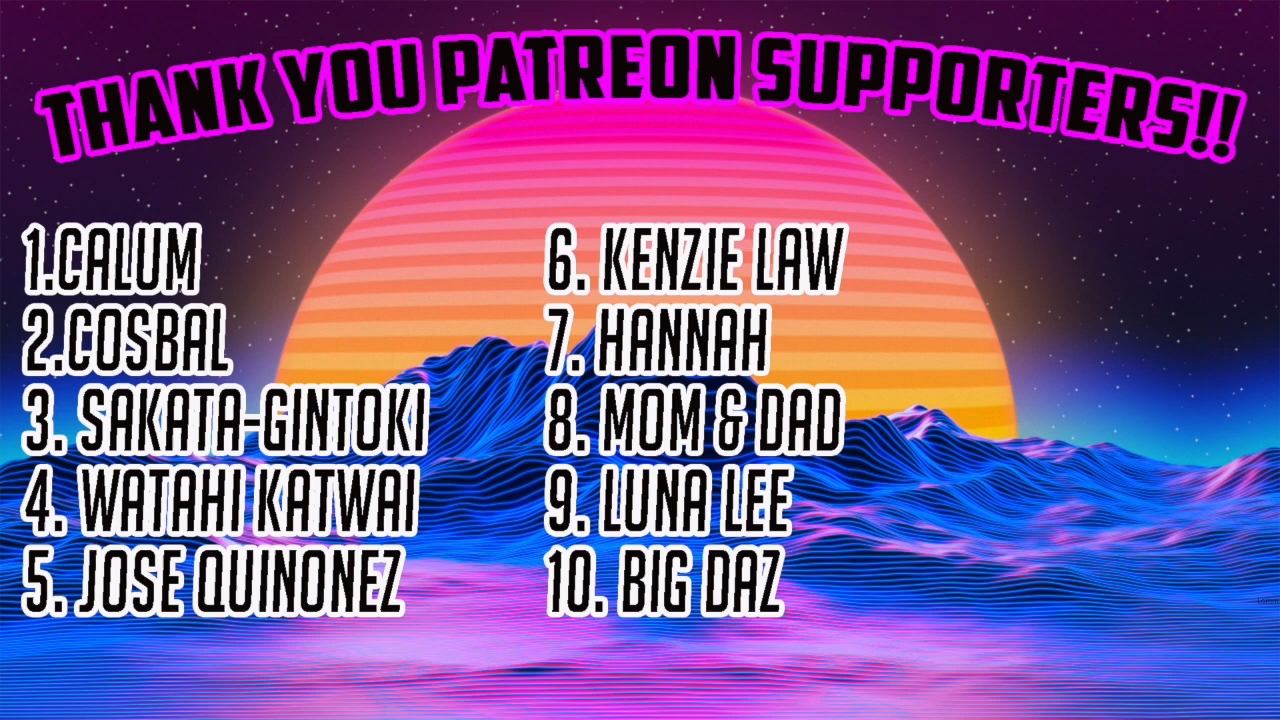 THANK YOU PATREON SUPPORTERS!!
1.CALUM
2.COSBAL
3. SAKATA-GINTOKI
4. WATAHI KATWAI
5. JOSE QUINONEZ
6. KENZIE LAW
7. HANNAH
8. MOM & DAD
9. LUNA LEE
10. BIG DAZ